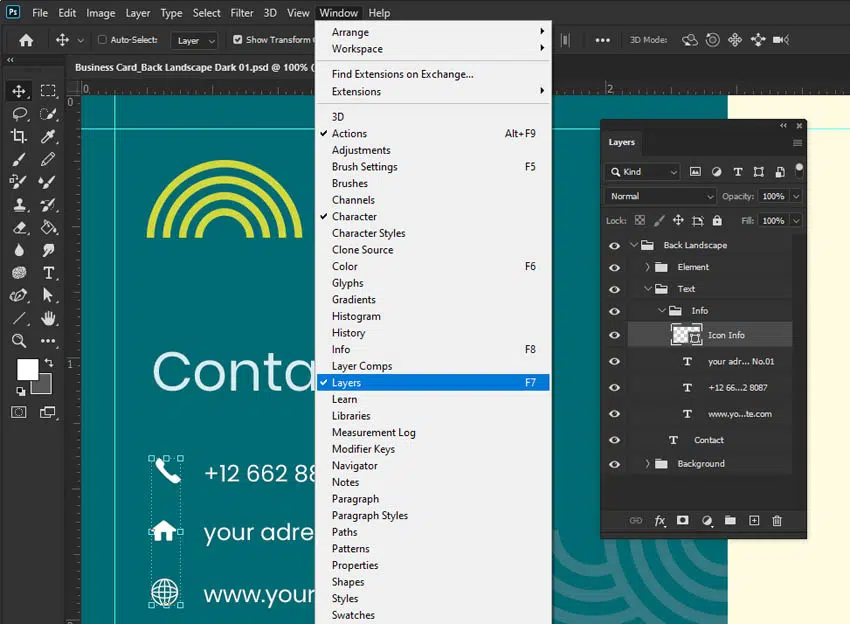 Ps File Edit Image Layer Type Select Filter 3D View Window Help
Auto-Select: Layer Show Transform
3D Mode:
Business Card_Back Landscape Dark 01.psd @ 100% (
0
2
0
1
Conta
+12 662 88
your adre
www.your
Arrange
Workspace
Find Extensions on Exchange...
Extensions
3D
Actions Alt+F9
Adjustments
Brush Settings F5
Brushes
Channels
Character
Character Styles
Clone Source
Color F6
Glyphs
Gradients
Histogram
History
Info F8
Layer Comps
Layers F7
Learn
Libraries
Measurement Log
Modifier Keys
Navigator
Notes
Paragraph
Paragraph Styles
Paths
Patterns
Properties
Shapes
Styles
Swatches
Layers
Kind
Normal Opacity: 100%
Lock: Fill: 100%
Back Landscape
Element
Text
Info
Icon Info
your adr... No.01
+12 66...2 8087
www.yo...te.com
Contact
Background